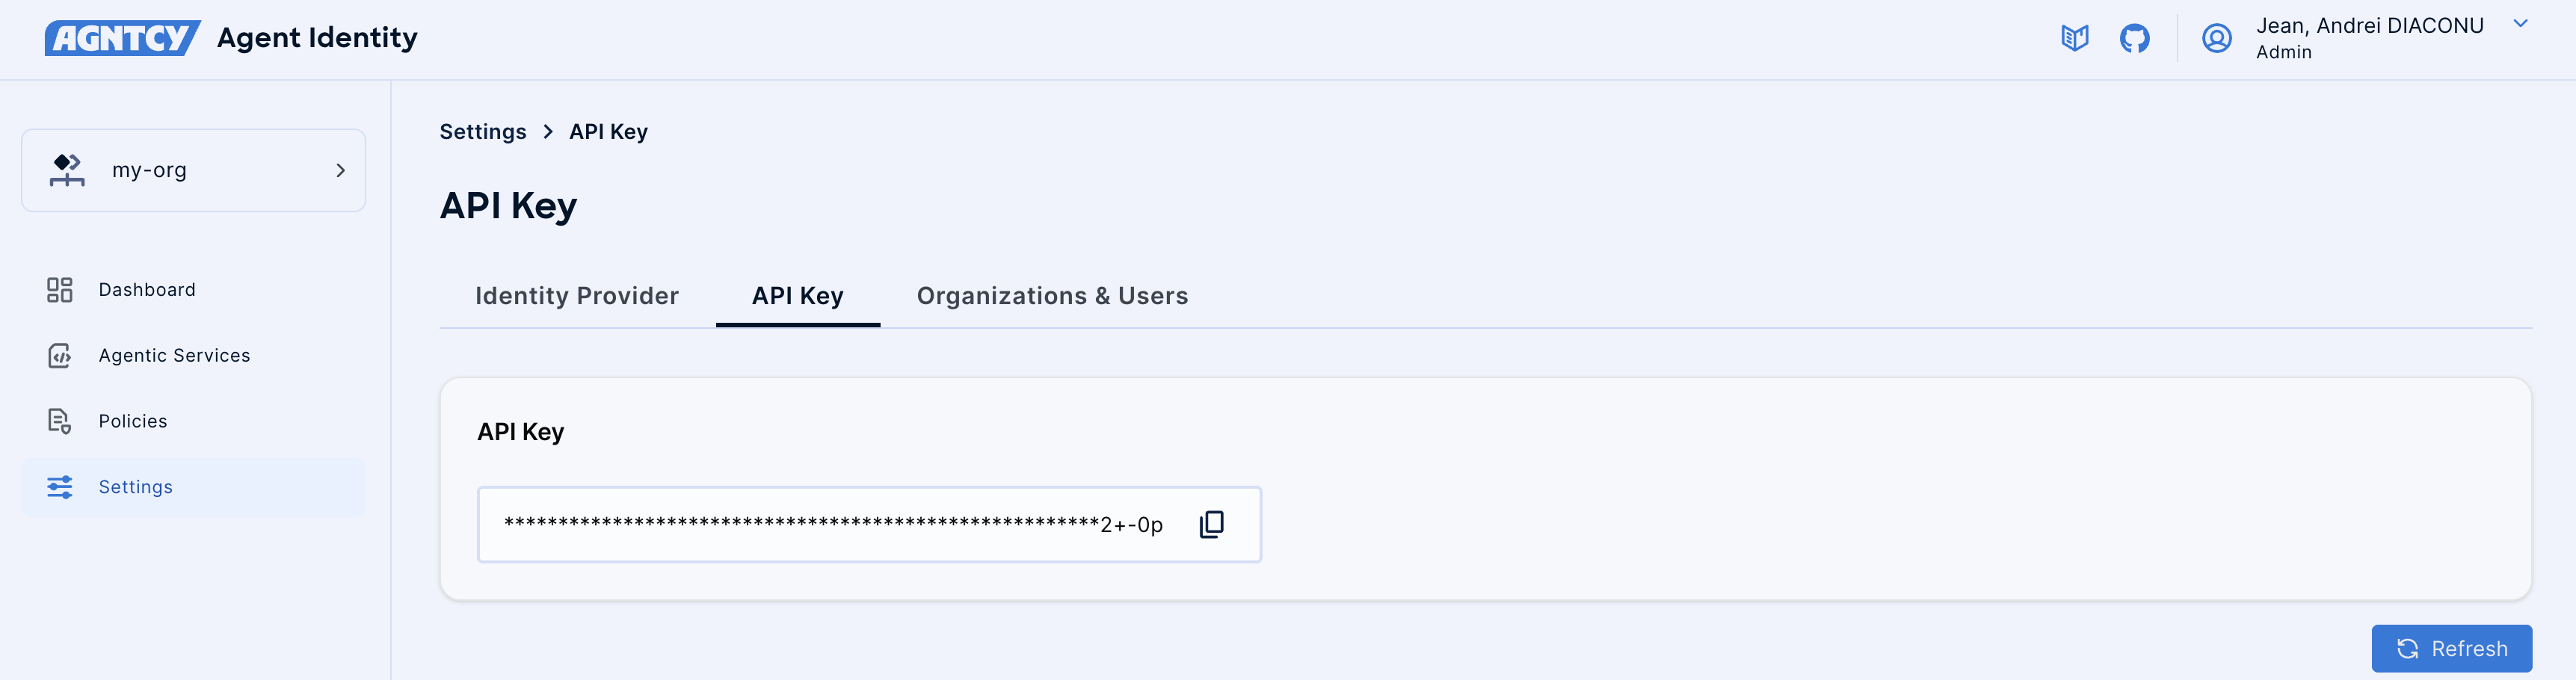 AGNTCY Agent Identity
Jean, Andrei DIACONU
Admin
my-org
Dashboard
Agentic Services
Policies
Settings
Settings > API Key
API Key
Identity Provider API Key Organizations & Users
API Key
*******************************************************2+-0p
Refresh